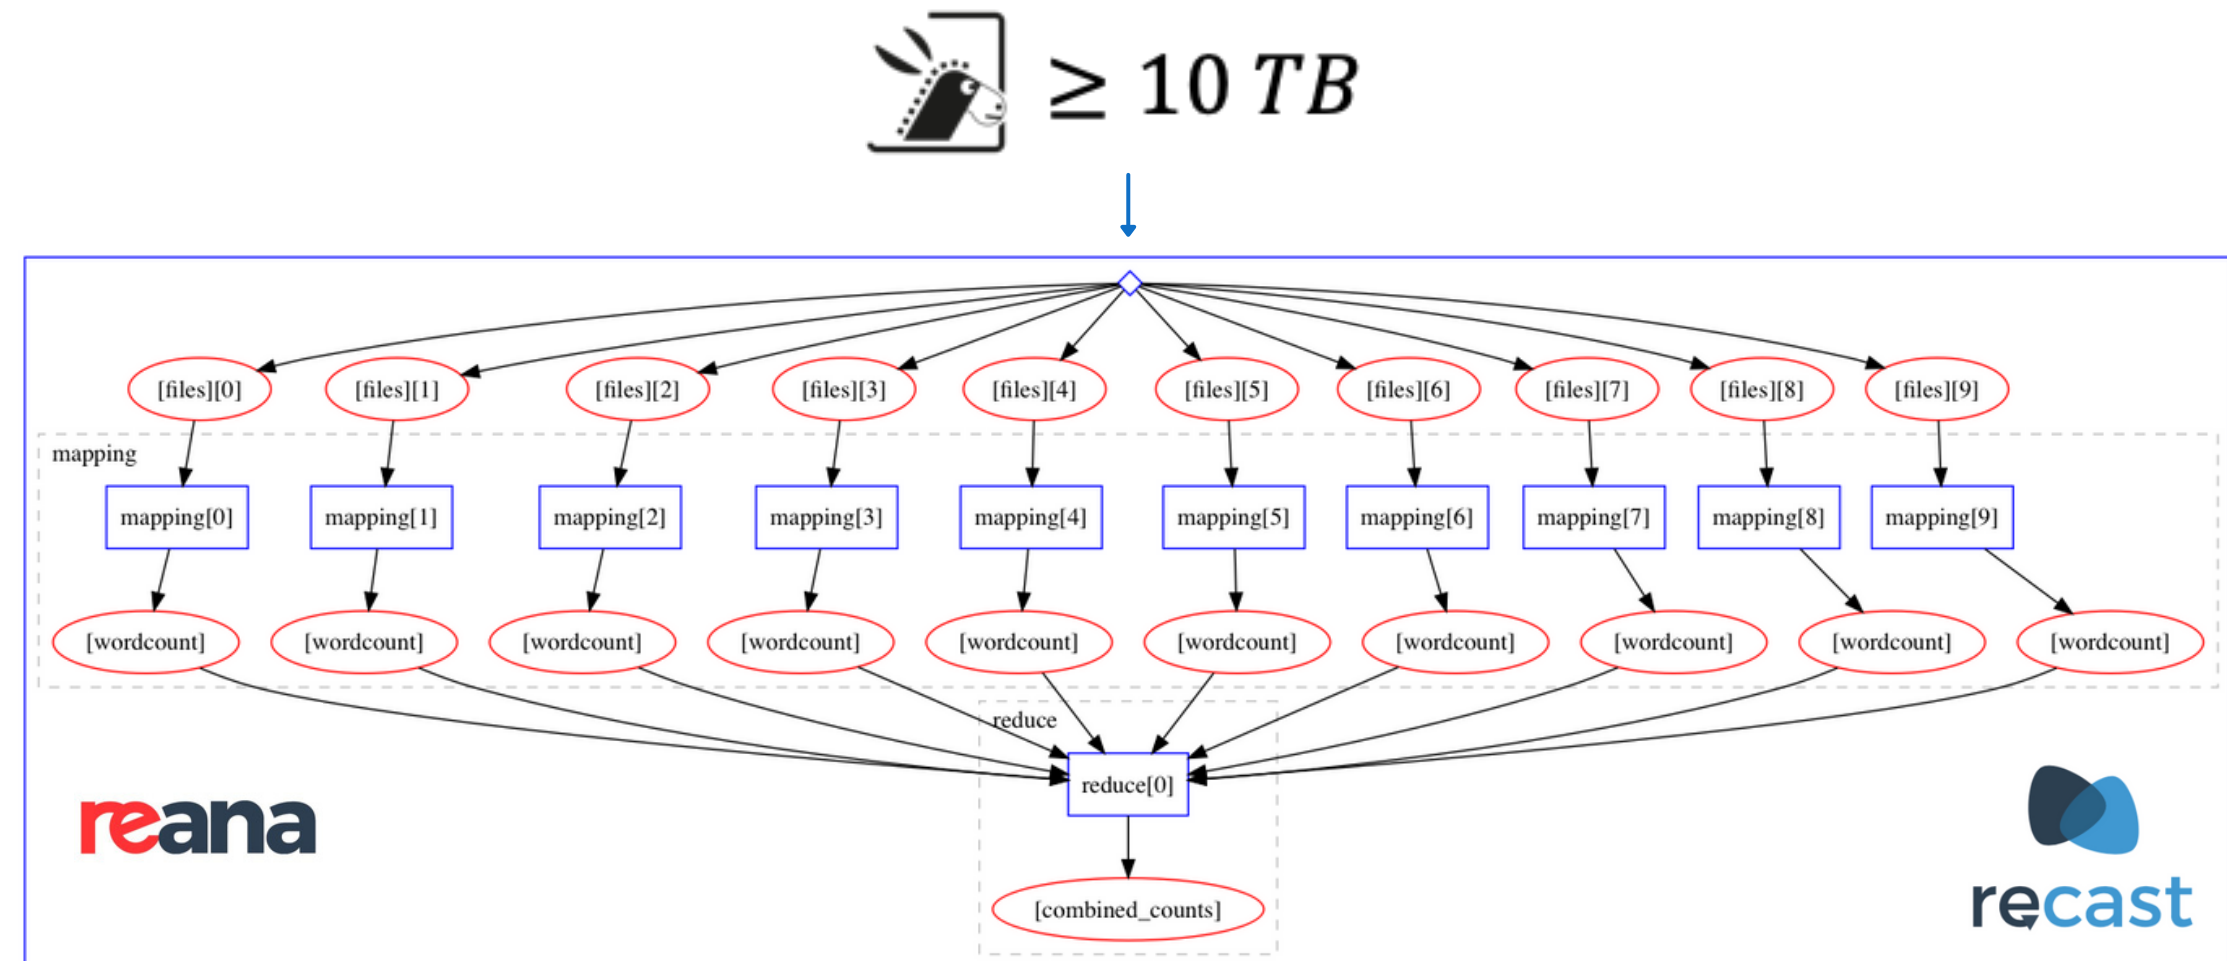 ≥ 10 TB
[files][0] [files][1] [files][2] [files][3] [files][4] [files][5] [files][6] [files][7] [files][8] [files][9]
mapping
mapping[0] mapping[1] mapping[2] mapping[3] mapping[4] mapping[5] mapping[6] mapping[7] mapping[8] mapping[9]
[wordcount] [wordcount] [wordcount] [wordcount] [wordcount] [wordcount] [wordcount] [wordcount] [wordcount] [wordcount]
reduce
reduce[0]
reana
[combined_counts]
recast